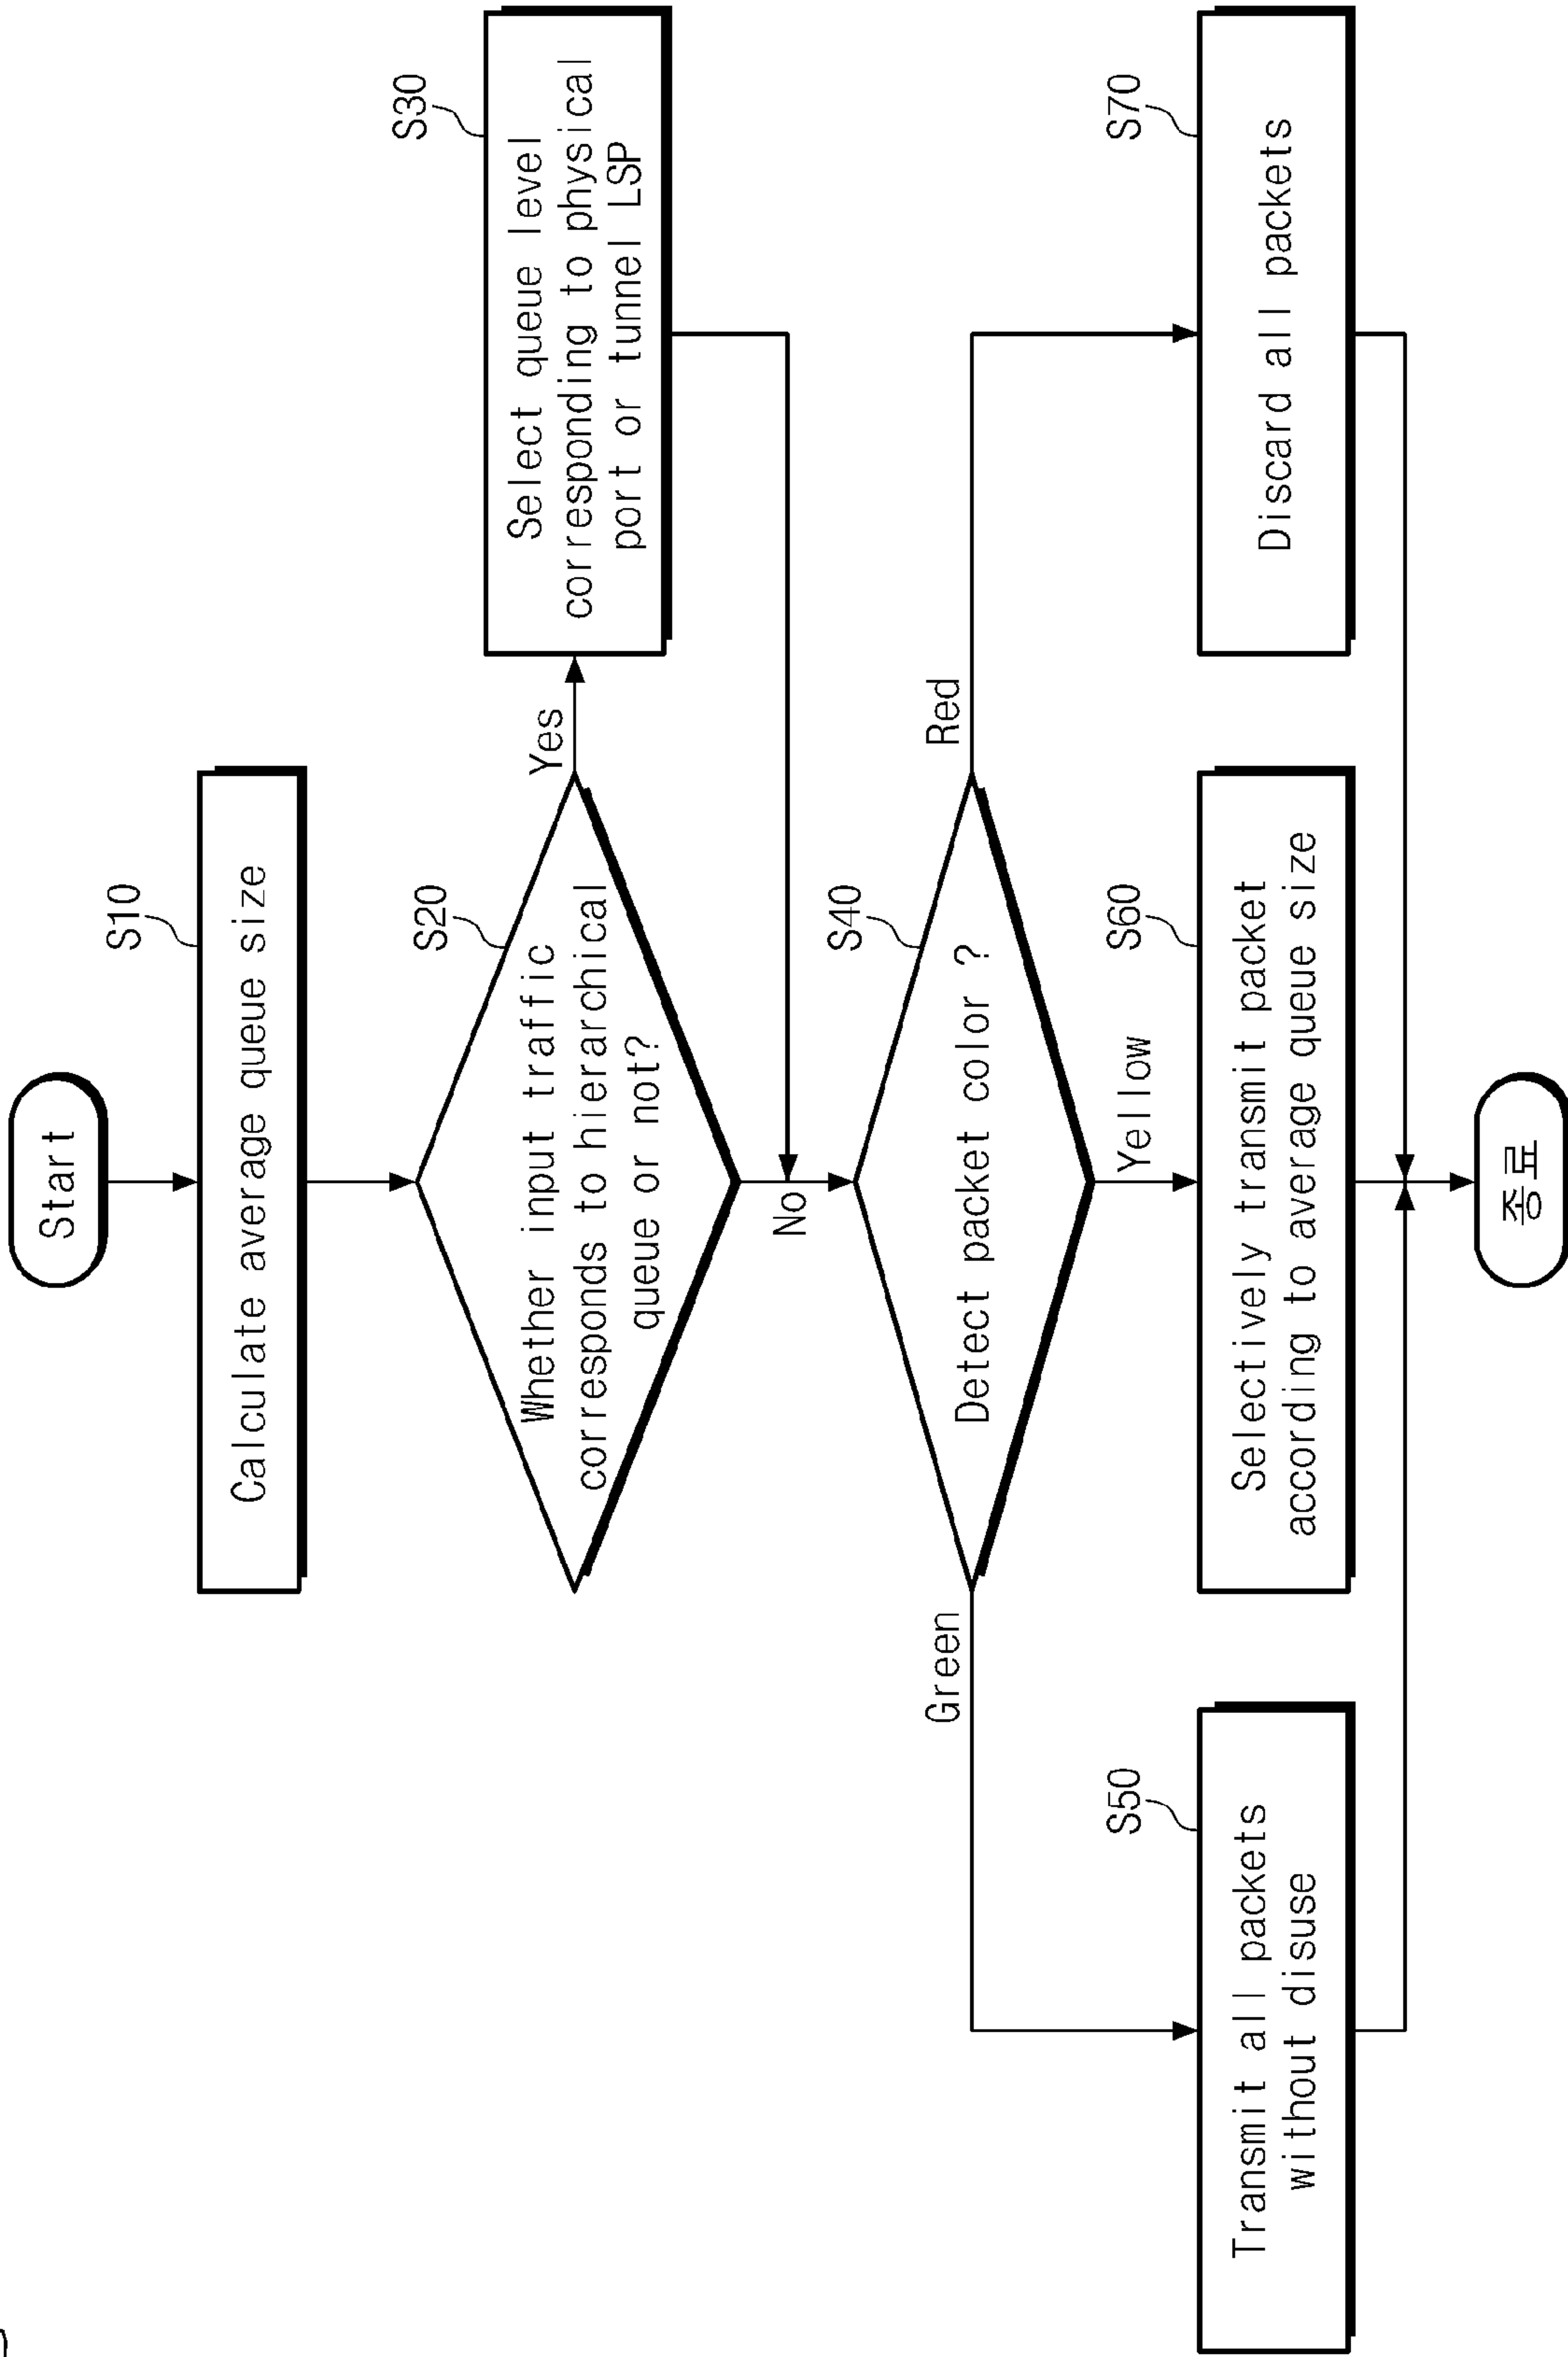 Start
S10
Calculate average queue size
S20
Whether input traffic
corresponds to hierarchical
queue or not?
Yes
S30
Select queue level
corresponding to physical
port or tunnel LSP
No
S40
Detect packet color ?
Green
Yellow
Red
S50
Transmit all packets
without disuse
S60
Selectively transmit packet
according to average queue size
S70
Discard all packets
종료